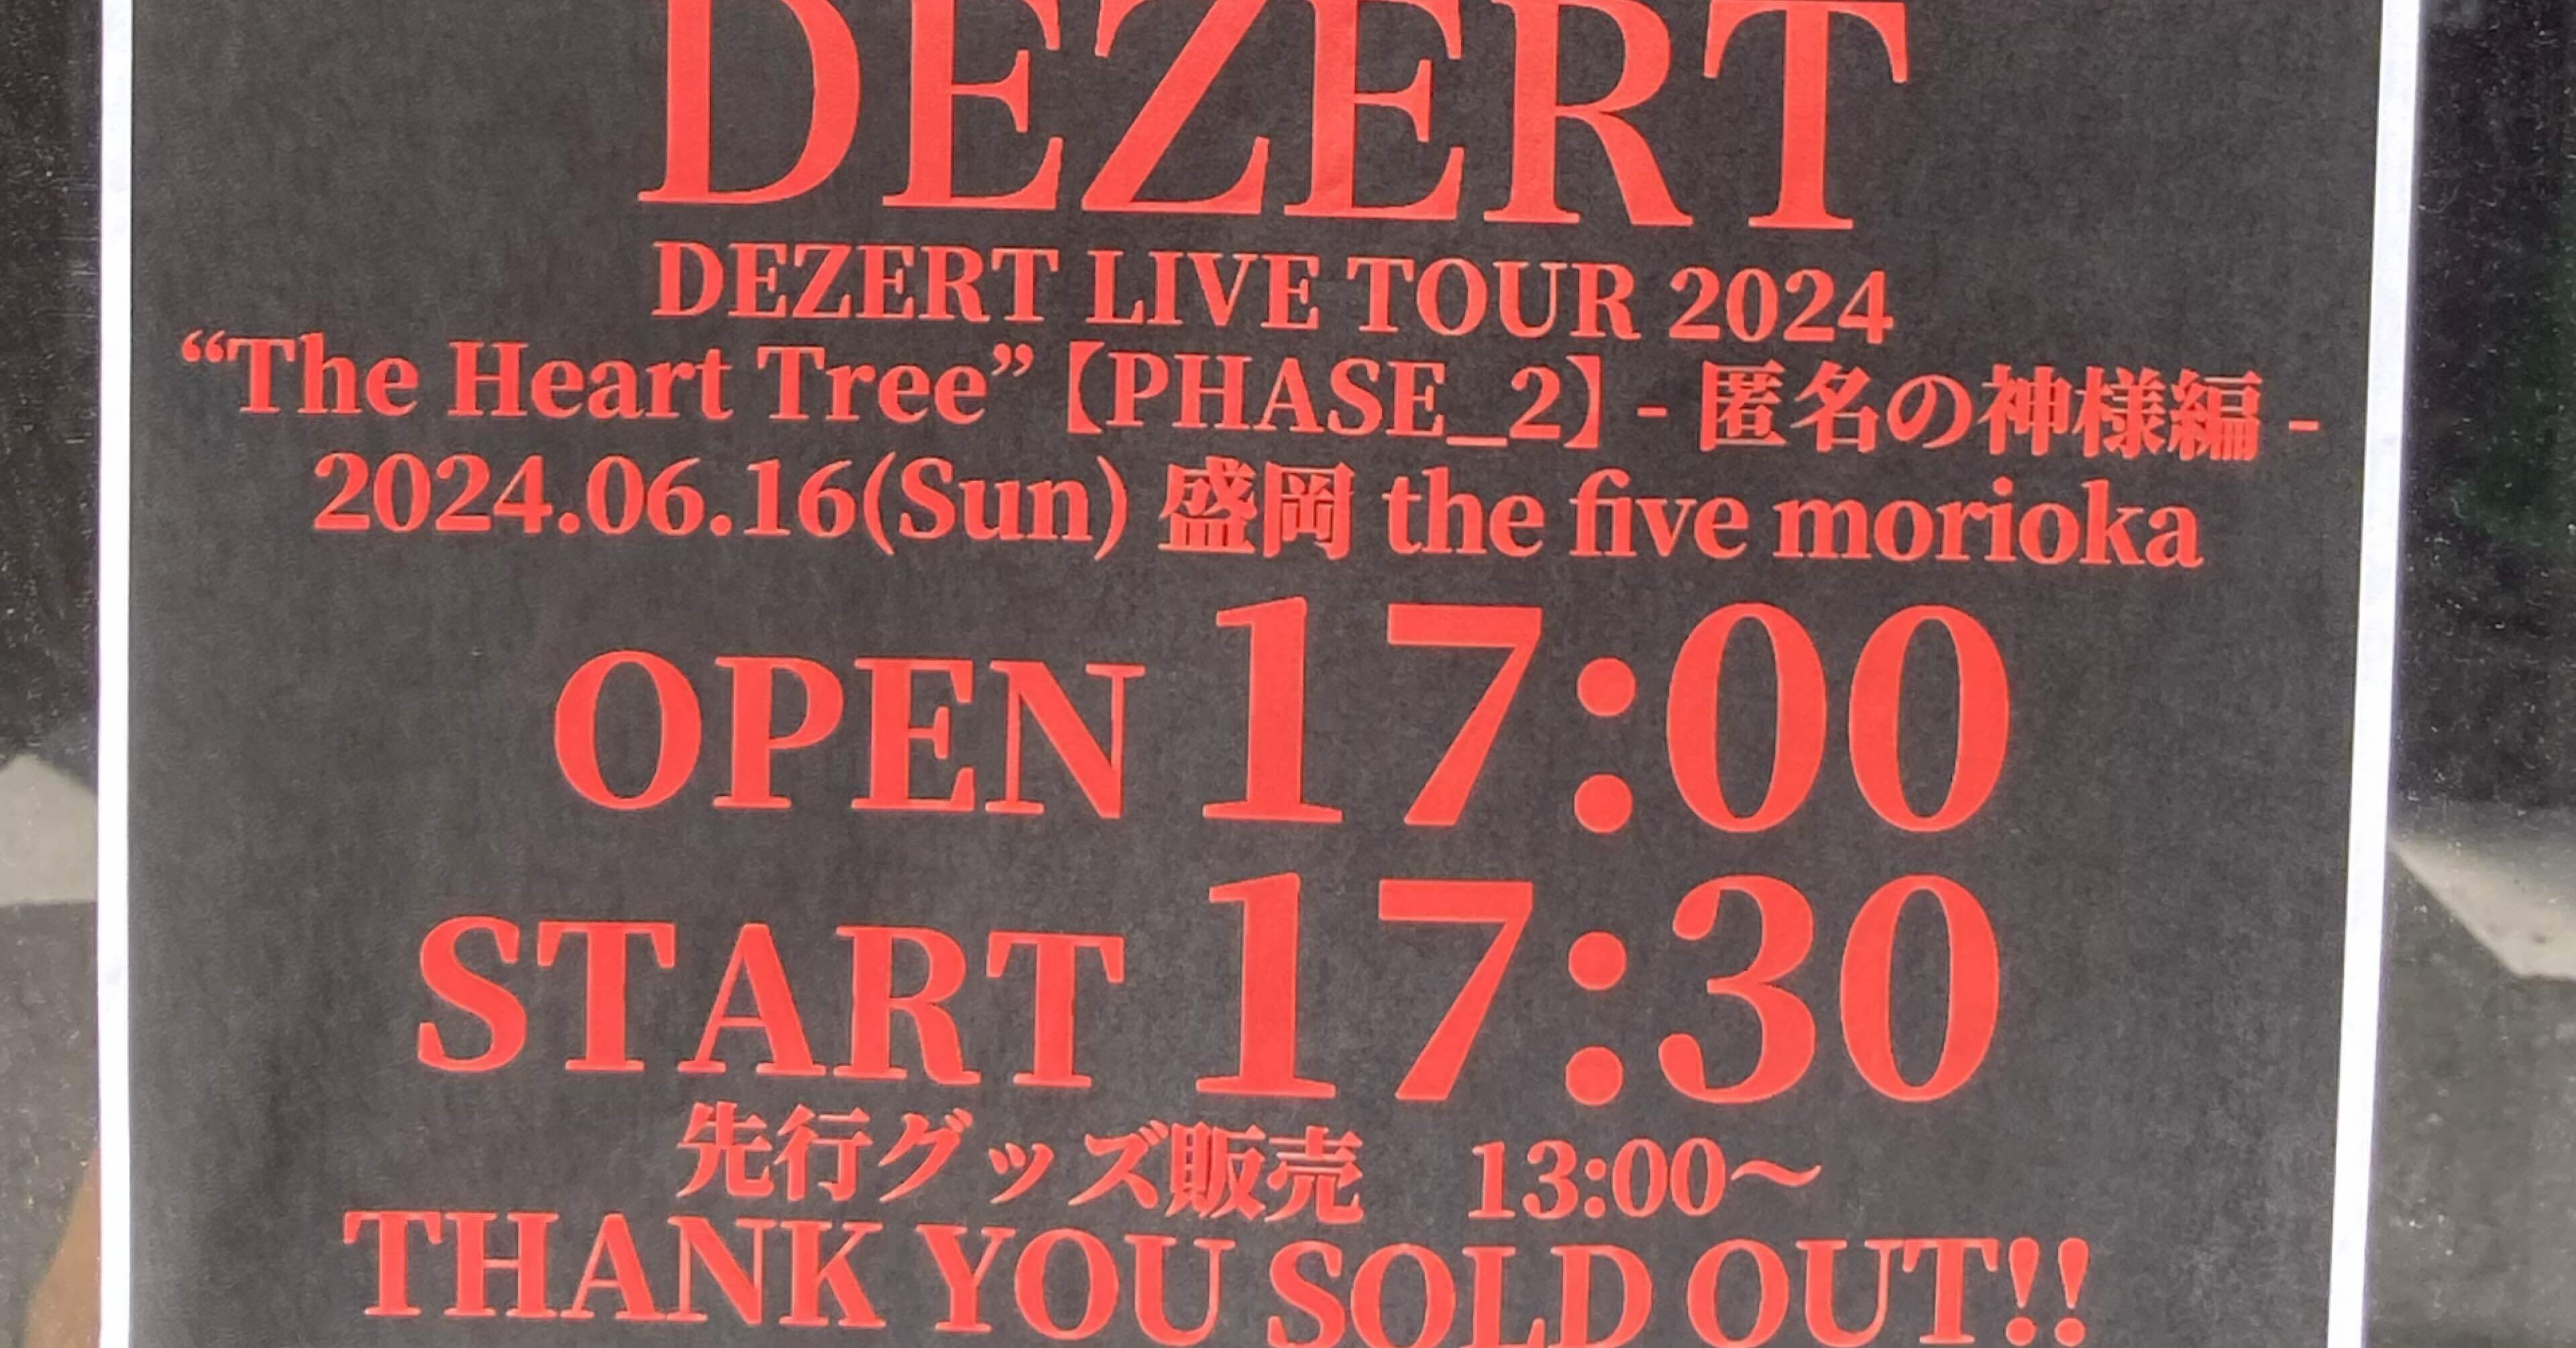 DEZERT
DEZERT LIVE TOUR 2024
“The Heart Tree”【PHASE_2】- 匿名の神様編 -
2024.06.16(Sun) 盛岡 the five morioka
OPEN 17:00
START 17:30
先行グッズ販売　13:00〜
THANK YOU SOLD OUT!!